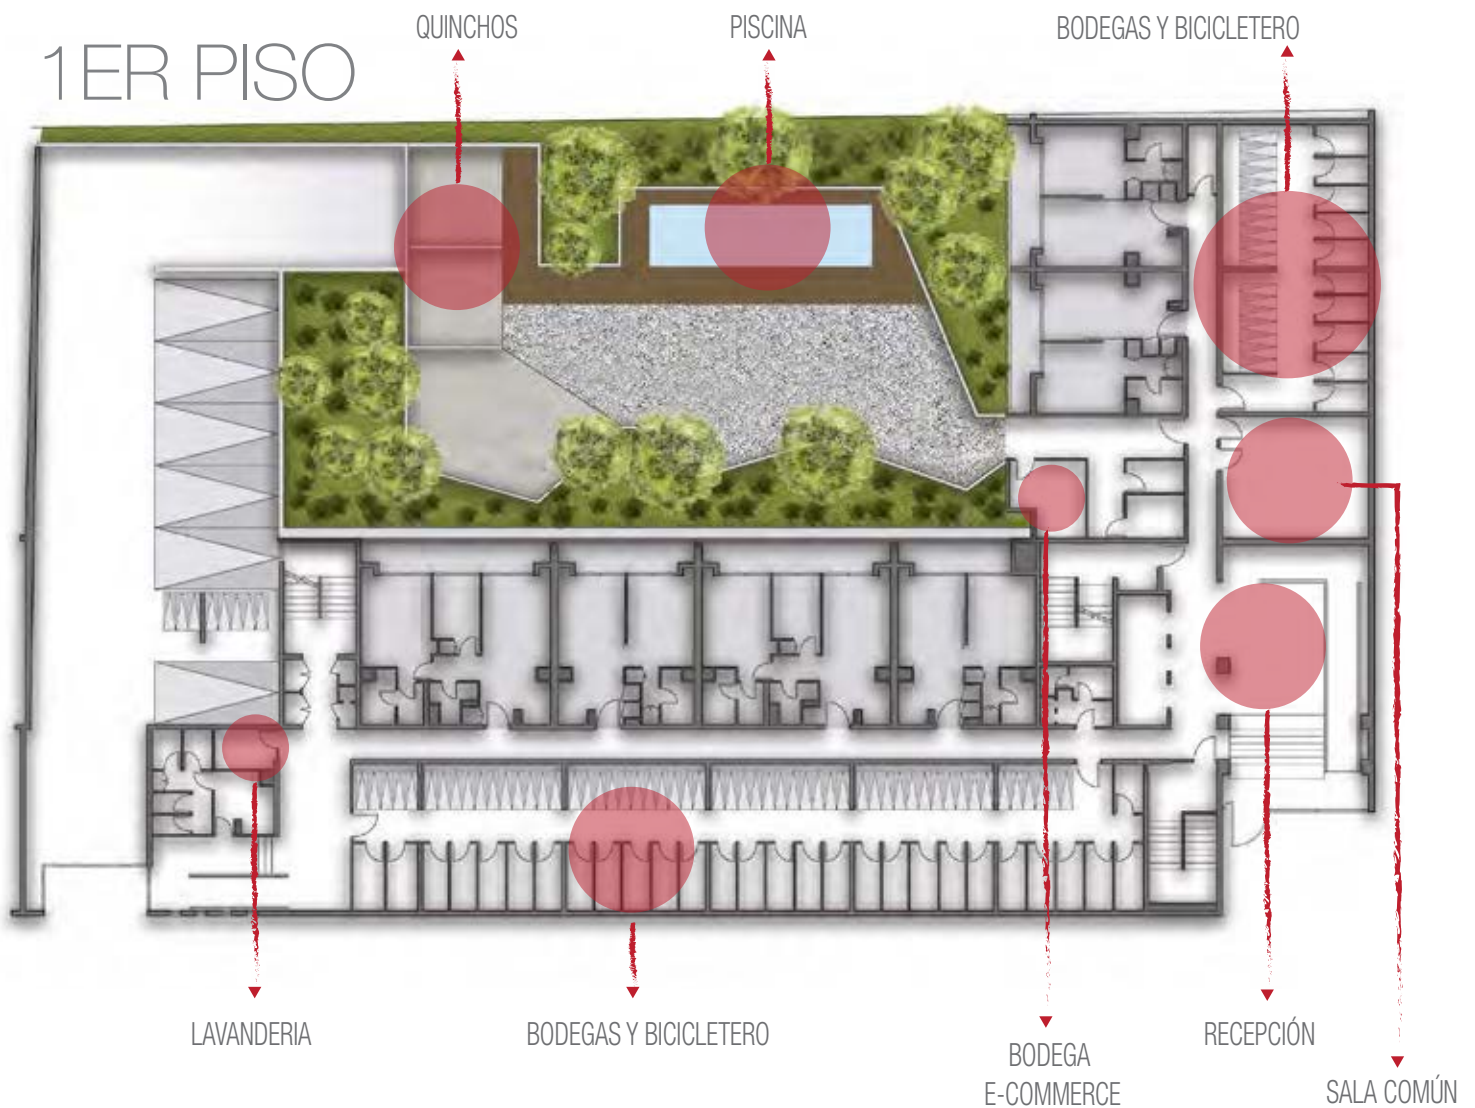 QUINCHOS
PISCINA
BODEGAS Y BICICLETERO
1ER PISO
LAVANDERIA
BODEGAS Y BICICLETERO
BODEGA
E-COMMERCE
RECEPCIÓN
SALA COMÚN